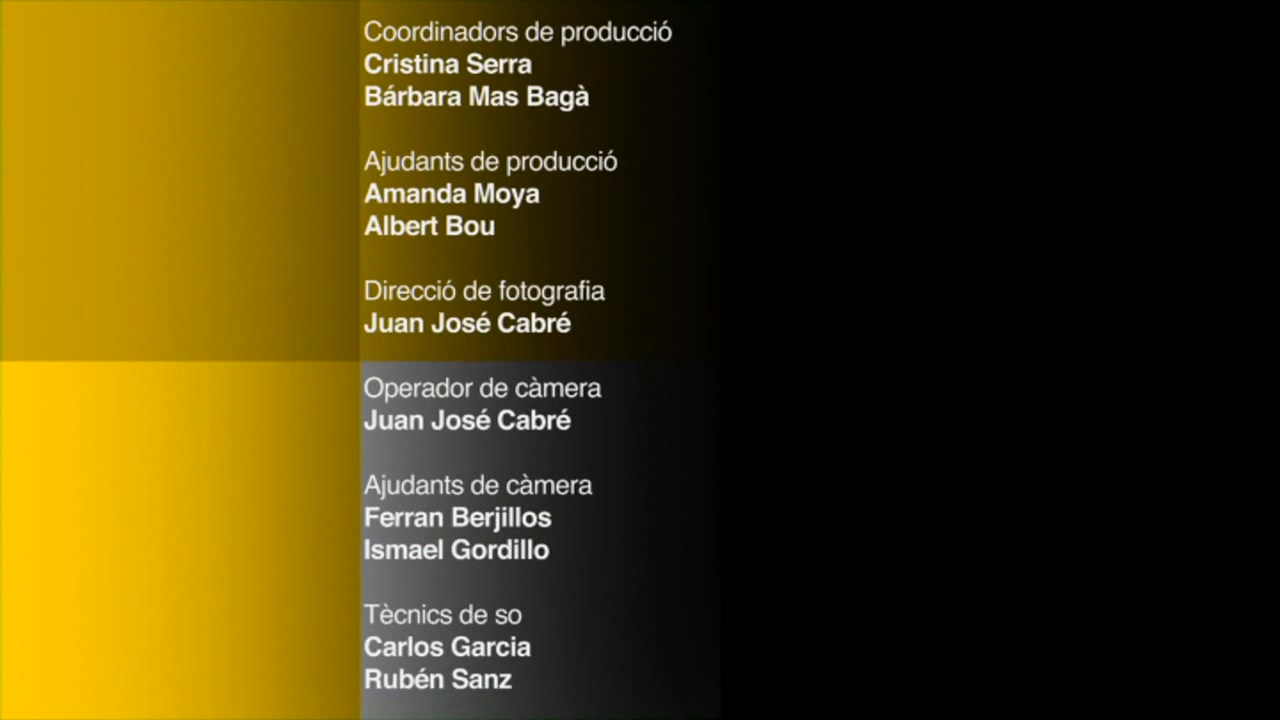 Coordinadors de producció
Cristina Serra
Bárbara Mas Bagà
Ajudants de producció
Amanda Moya
Albert Bou
Direcció de fotografia
Juan José Cabré
Operador de càmera
Juan José Cabré
Ajudants de càmera
Ferran Berjillos
Ismael Gordillo
Tècnics de so
Carlos Garcia
Rubén Sanz